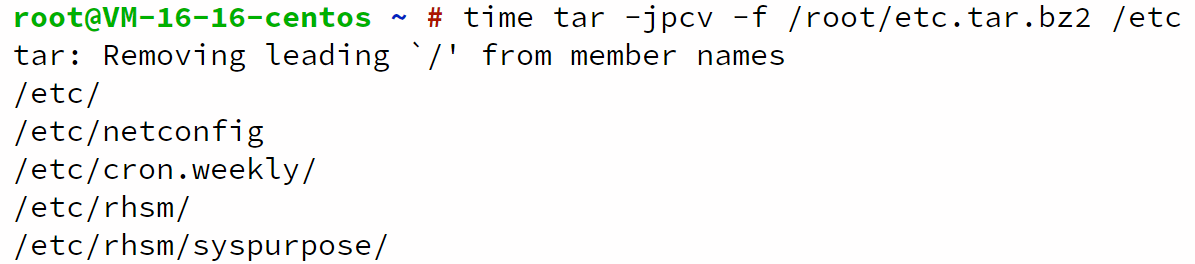 root@VM-16-16-centos ~ # time tar -jpcv -f /root/etc.tar.bz2 /etc
tar: Removing leading `/' from member names
/etc/
/etc/netconfig
/etc/cron.weekly/
/etc/rhsm/
/etc/rhsm/syspurpose/